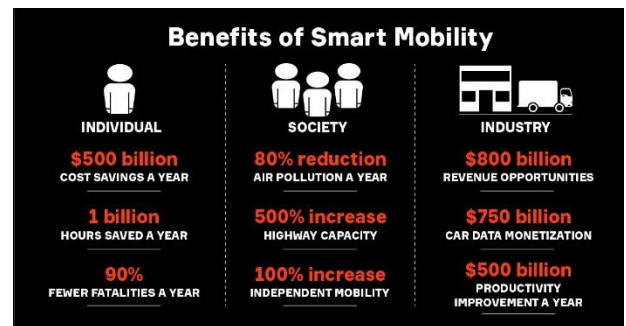 Benefits of Smart Mobility
INDIVIDUAL
$500 billion
COST SAVINGS A YEAR
1 billion
HOURS SAVED A YEAR
90%
FEWER FATALITIES A YEAR
SOCIETY
80% reduction
AIR POLLUTION A YEAR
500% increase
HIGHWAY CAPACITY
100% increase
INDEPENDENT MOBILITY
INDUSTRY
$800 billion
REVENUE OPPORTUNITIES
$750 billion
CAR DATA MONETIZATION
$500 billion
PRODUCTIVITY
IMPROVEMENT A YEAR